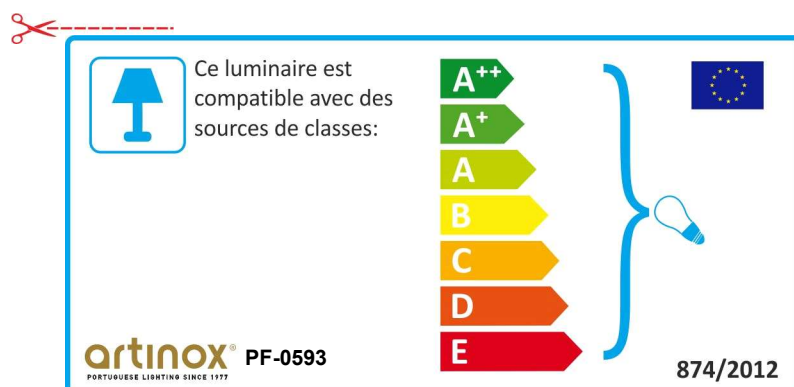 Ce luminaire est
compatible avec des
sources de classes:
A++
A+
A
B
C
D
E
artinox® PF-0593
PORTUGUESE LIGHTING SINCE 1977
874/2012